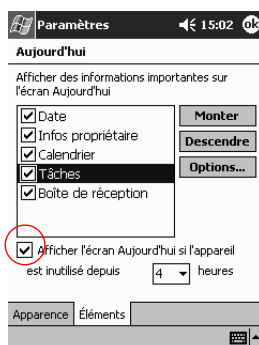 Paramètres 15:02 ok
Aujourd'hui
Afficher des informations importantes sur
l'écran Aujourd'hui
Date
Infos propriétaire
Calendrier
Tâches
Boîte de réception
Monter
Descendre
Options...
Afficher l'écran Aujourd'hui si l'appareil
est inutilisé depuis 4 heures
Apparence Éléments